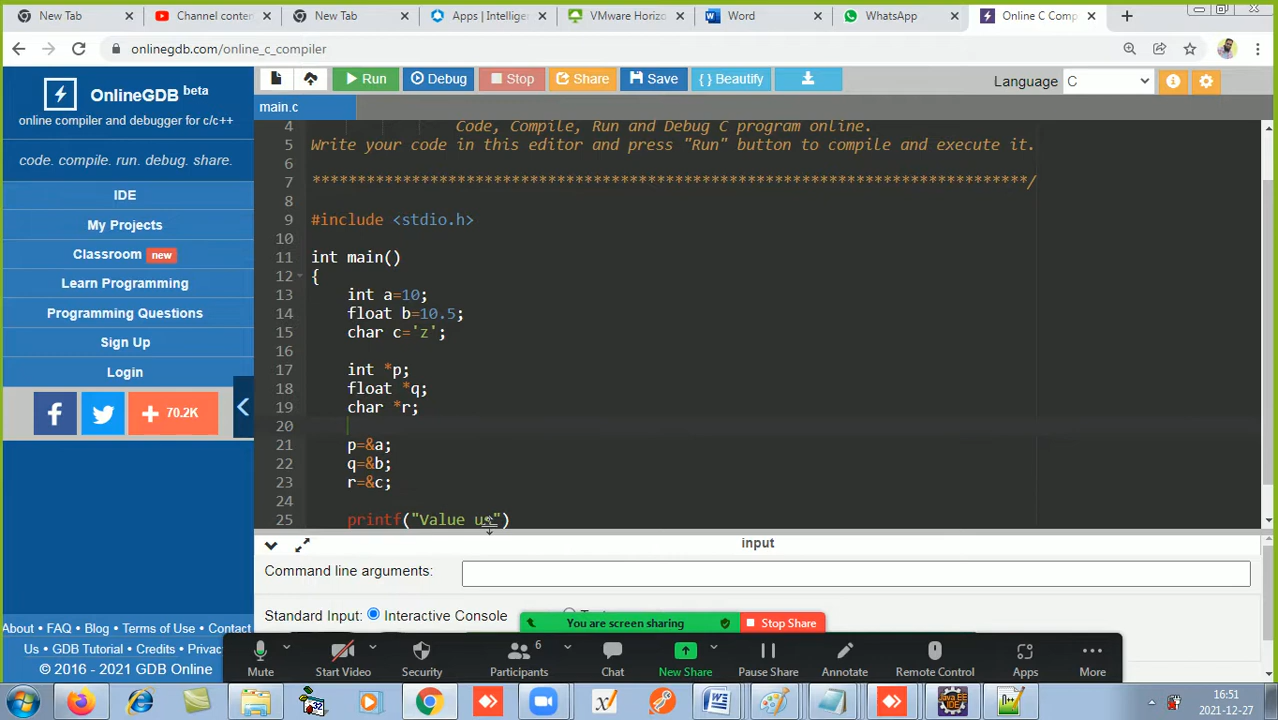 New Tab
Channel conten
New Tab
Apps | Intelligen
VMware Horizo
Word
WhatsApp
Online C Comp
onlinegdb.com/online_c_compiler
OnlineGDB beta
online compiler and debugger for c/c++
code. compile. run. debug. share.
IDE
My Projects
Classroom new
Learn Programming
Programming Questions
Sign Up
Login
70.2K
About • FAQ • Blog • Terms of Use • Contact
Us • GDB Tutorial • Credits • Privac
© 2016 - 2021 GDB Online
Run
Debug
Stop
Share
Save
{ } Beautify
Language C
main.c
4 Code, Compile, Run and Debug C program online.
5 Write your code in this editor and press "Run" button to compile and execute it.
6
7 *******************************************************************************/
8
9 #include <stdio.h>
10
11 int main()
12 {
13 int a=10;
14 float b=10.5;
15 char c='z';
16
17 int *p;
18 float *q;
19 char *r;
20
21 p=&a;
22 q=&b;
23 r=&c;
24
25 printf("Value us")
input
Command line arguments:
Standard Input: Interactive Console
You are screen sharing
Stop Share
Mute
Start Video
Security
6
Participants
Chat
New Share
Pause Share
Annotate
Remote Control
Apps
More
16:51
2021-12-27